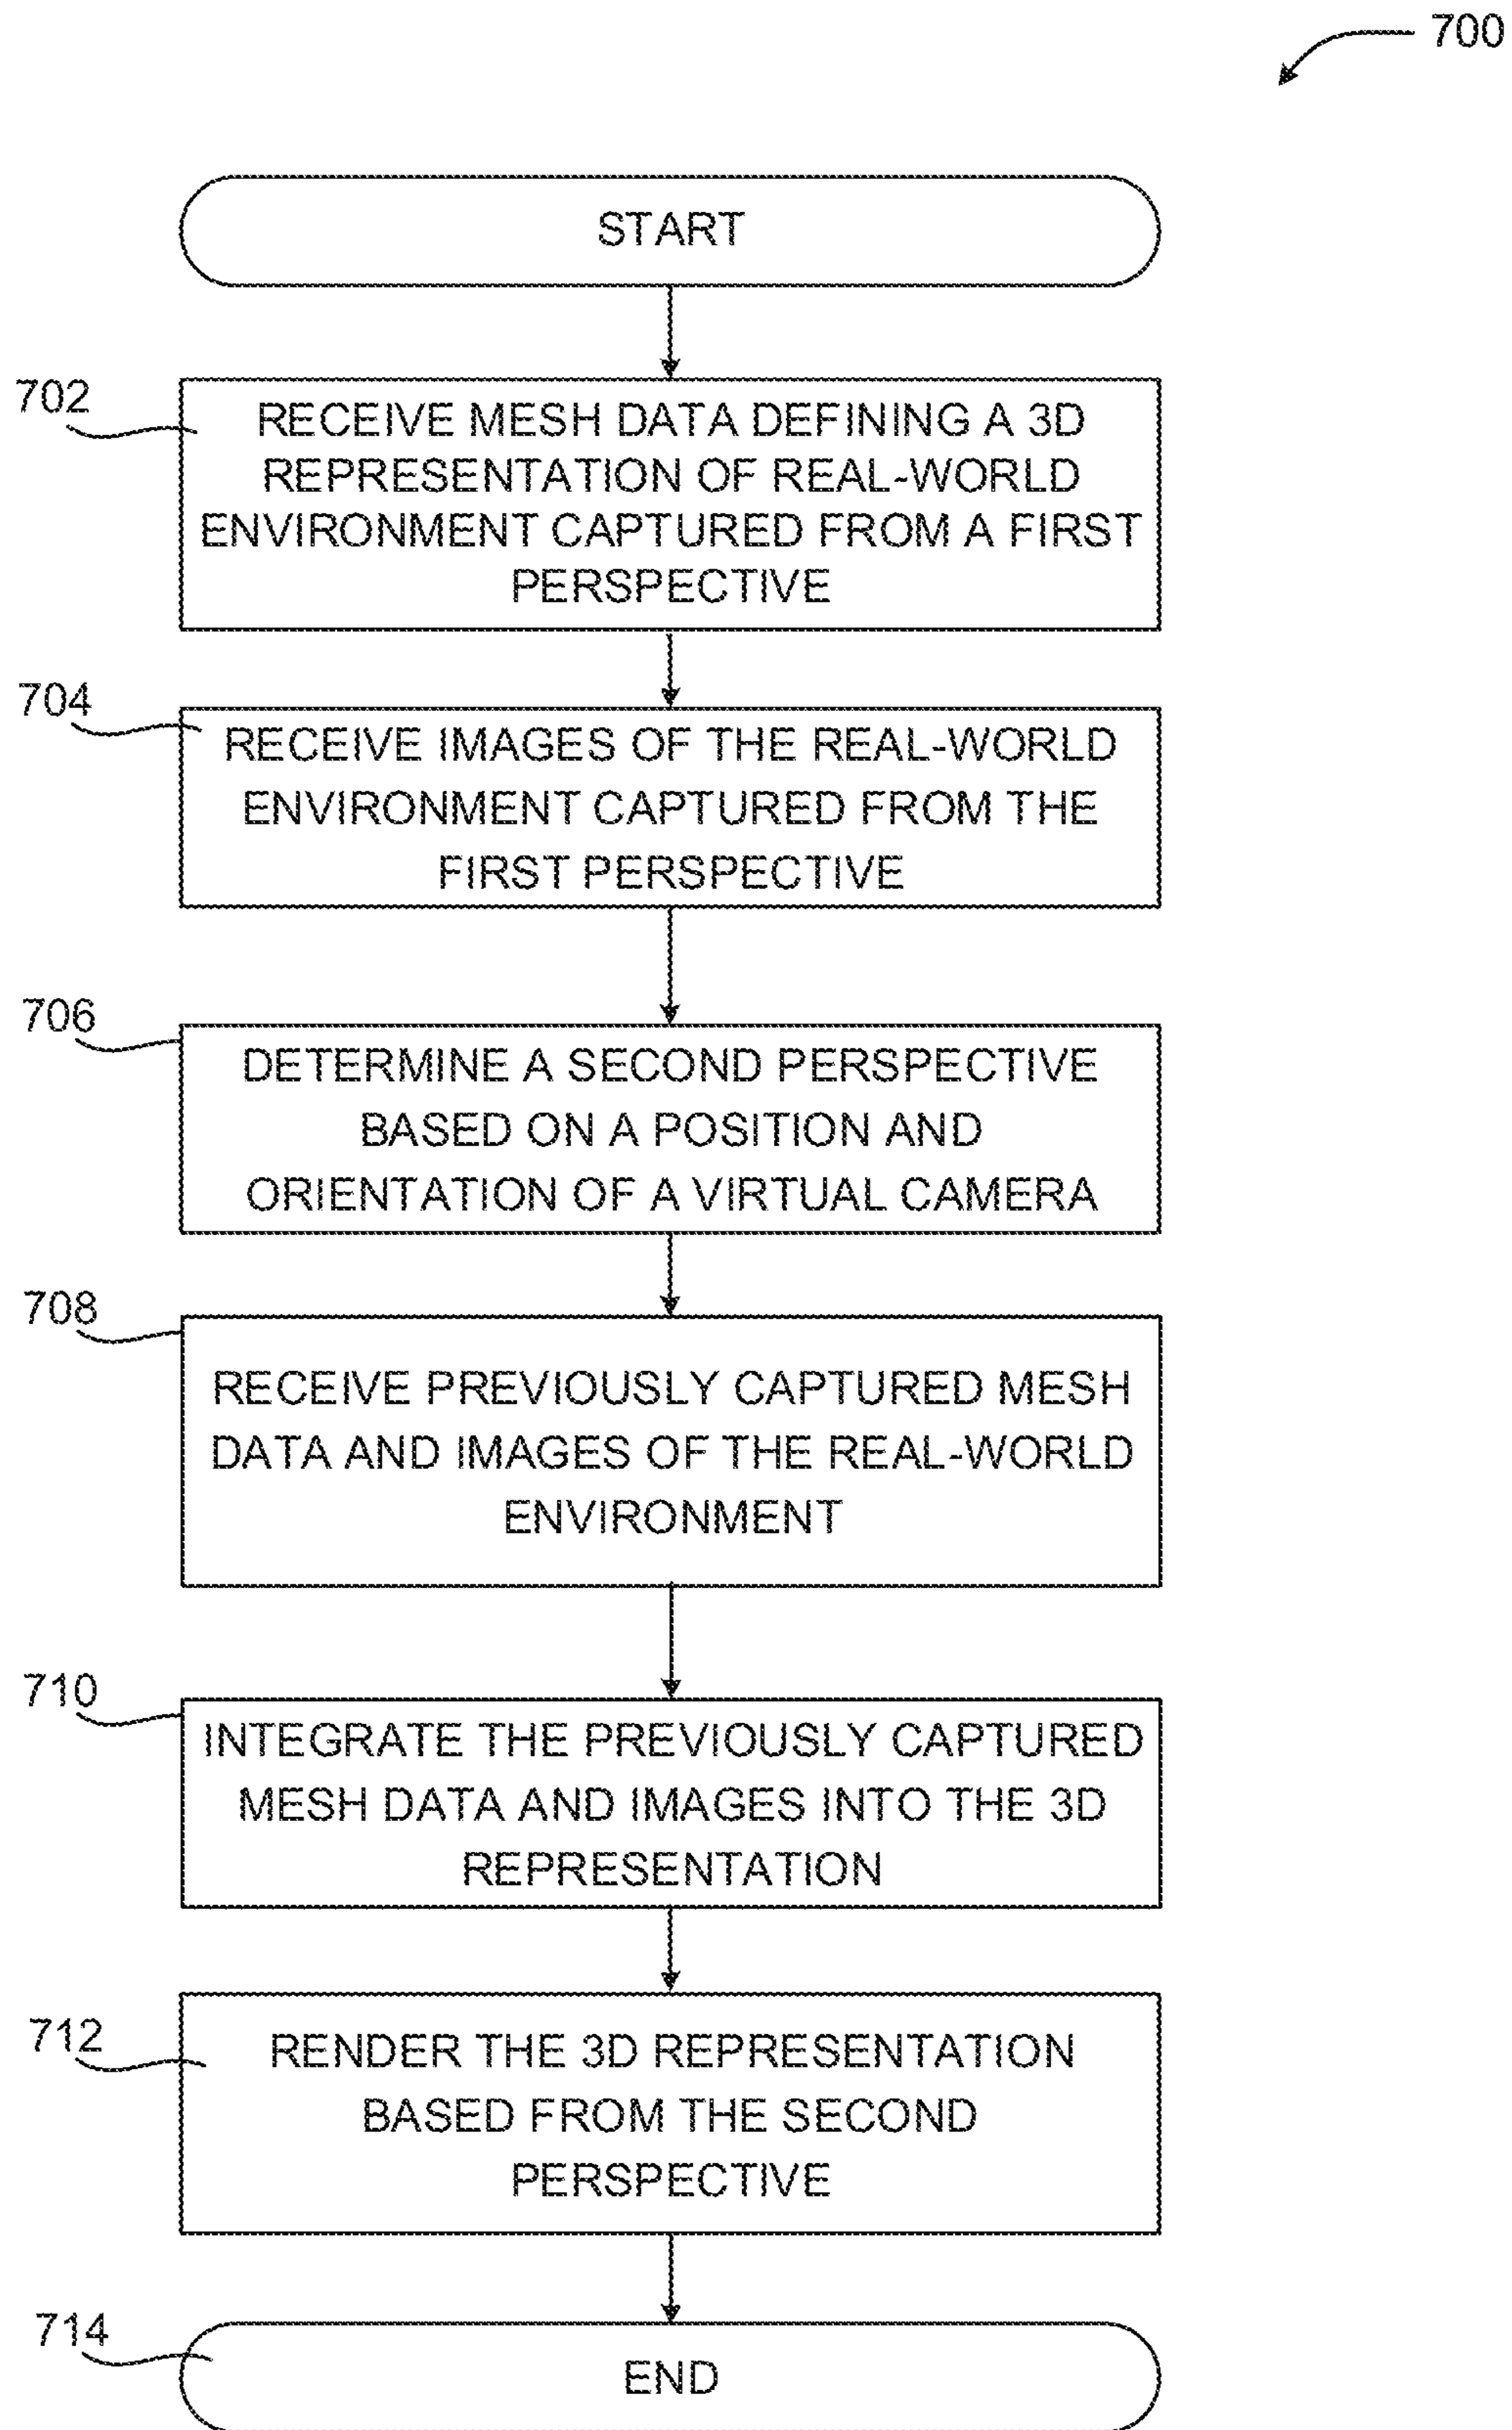 700
START
702
RECEIVE MESH DATA DEFINING A 3D
REPRESENTATION OF REAL-WORLD
ENVIRONMENT CAPTURED FROM A FIRST
PERSPECTIVE
704
RECEIVE IMAGES OF THE REAL-WORLD
ENVIRONMENT CAPTURED FROM THE
FIRST PERSPECTIVE
706
DETERMINE A SECOND PERSPECTIVE
BASED ON A POSITION AND
ORIENTATION OF A VIRTUAL CAMERA
708
RECEIVE PREVIOUSLY CAPTURED MESH
DATA AND IMAGES OF THE REAL-WORLD
ENVIRONMENT
710
INTEGRATE THE PREVIOUSLY CAPTURED
MESH DATA AND IMAGES INTO THE 3D
REPRESENTATION
712
RENDER THE 3D REPRESENTATION
BASED FROM THE SECOND
PERSPECTIVE
714
END